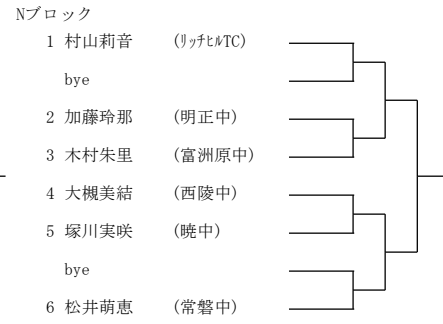 Nブロック
1 村山莉音 (リッチヒルTC)
bye
2 加藤玲那 (明正中)
3 木村朱里 (富洲原中)
4 大槻美結 (西陵中)
5 塚川実咲 (暁中)
bye
6 松井萌恵 (常磐中)